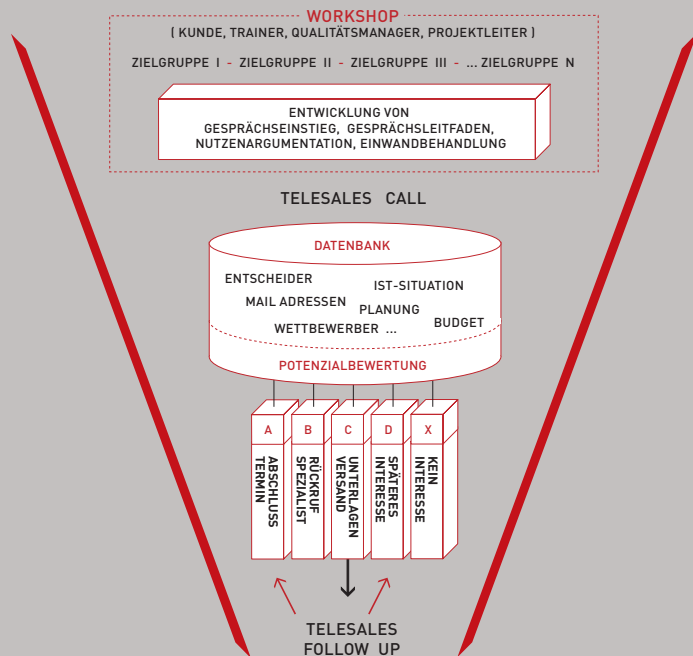 WORKSHOP
( KUNDE, TRAINER, QUALITÄTSMANAGER, PROJEKTLEITER )
ZIELGRUPPE I - ZIELGRUPPE II - ZIELGRUPPE III - ... ZIELGRUPPE N
ENTWICKLUNG VON
GESPRÄCHSEINSTIEG, GESPRÄCHSLEITFADEN,
NUTZENARGUMENTATION, EINWANDBEHANDLUNG
TELESALES CALL
DATENBANK
ENTSCHEIDER
IST-SITUATION
MAIL ADRESSEN
PLANUNG
WETTBEWERBER ...
BUDGET
POTENZIALBEWERTUNG
A
B
C
D
X
ABSCHLUSS
TERMIN
RÜCKRUF
SPEZIALIST
UNTERLAGEN
VERSAND
SPÄTERES
INTERESSE
KEIN
INTERESSE
TELESALES
FOLLOW UP